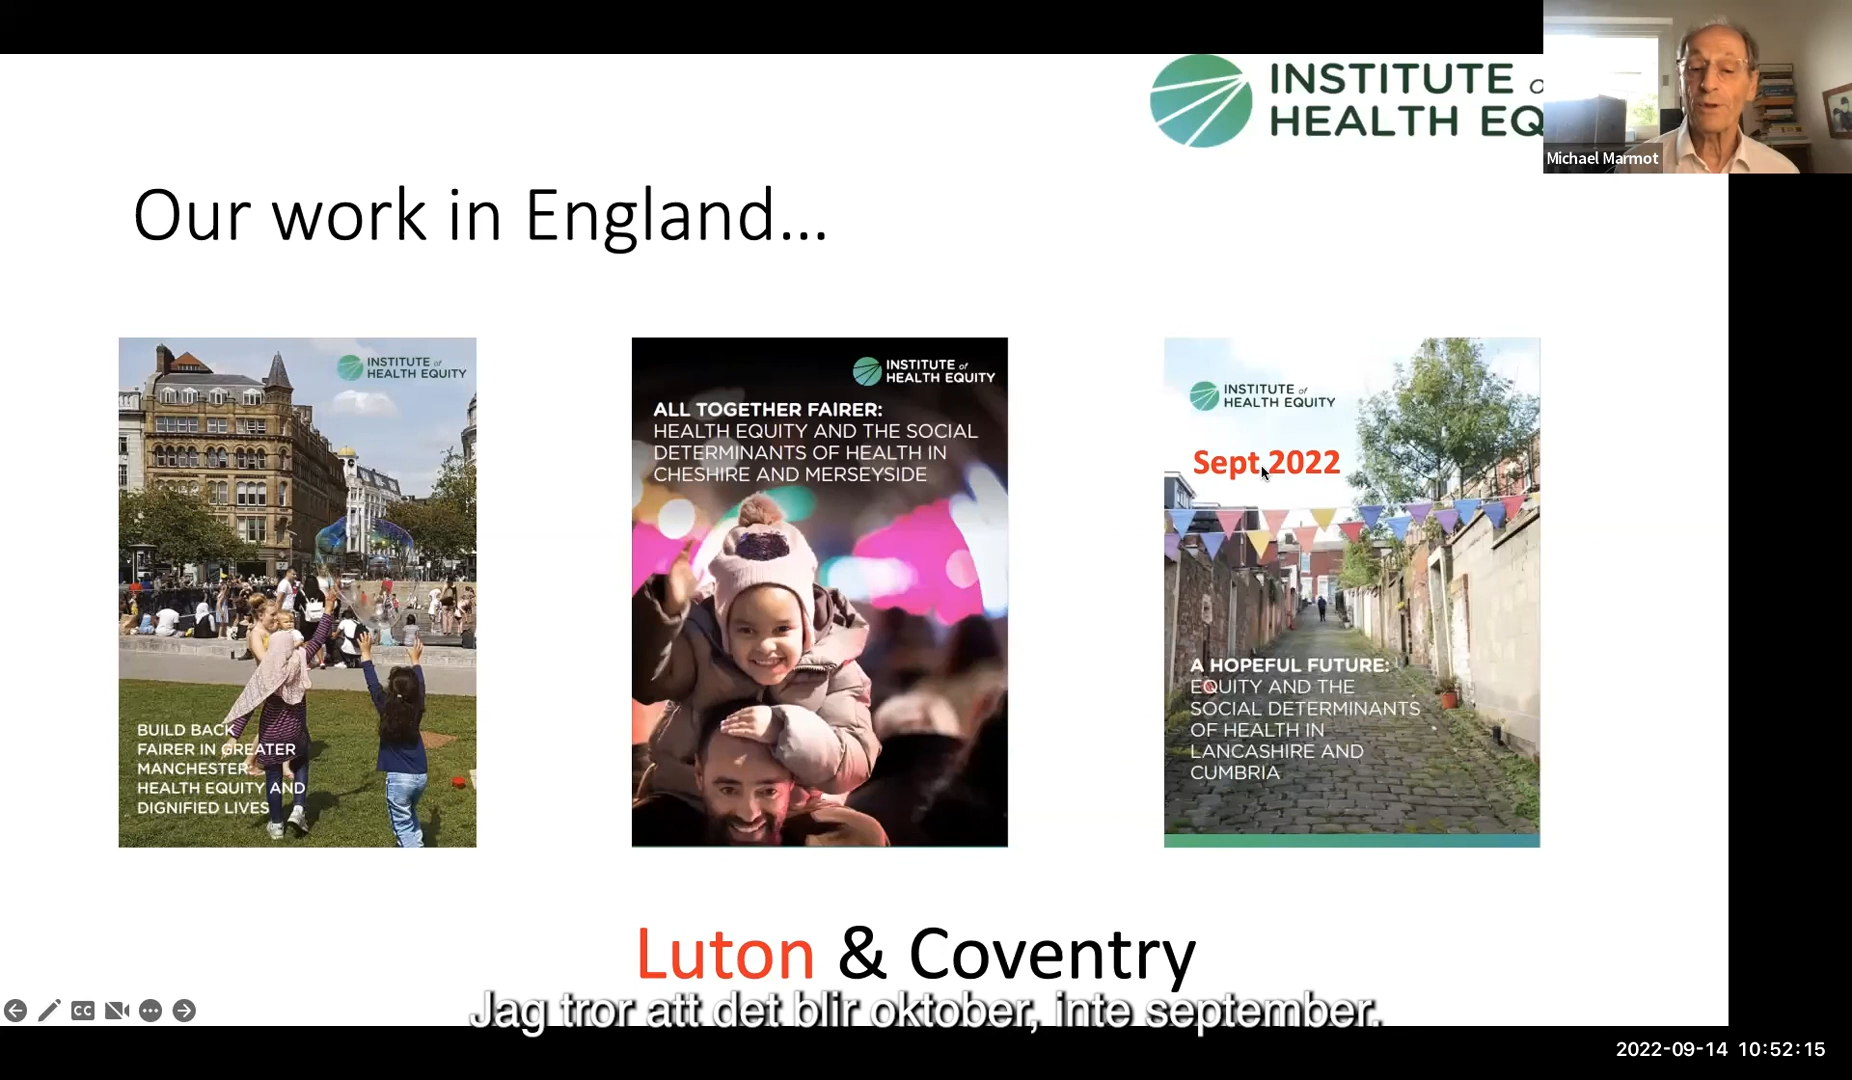 INSTITUTE o
HEALTH EQ
Michael Marmot
Our work in England...
INSTITUTE of
HEALTH EQUITY
BUILD BACK
FAIRER IN GREATER
MANCHESTER:
HEALTH EQUITY AND
DIGNIFIED LIVES
INSTITUTE of
HEALTH EQUITY
ALL TOGETHER FAIRER:
HEALTH EQUITY AND THE SOCIAL
DETERMINANTS OF HEALTH IN
CHESHIRE AND MERSEYSIDE
INSTITUTE of
HEALTH EQUITY
Sept 2022
A HOPEFUL FUTURE:
EQUITY AND THE
SOCIAL DETERMINANTS
OF HEALTH IN
LANCASHIRE AND
CUMBRIA
Luton & Coventry
CC
Jag tror att det blir oktober, inte september.
2022-09-14 10:52:15